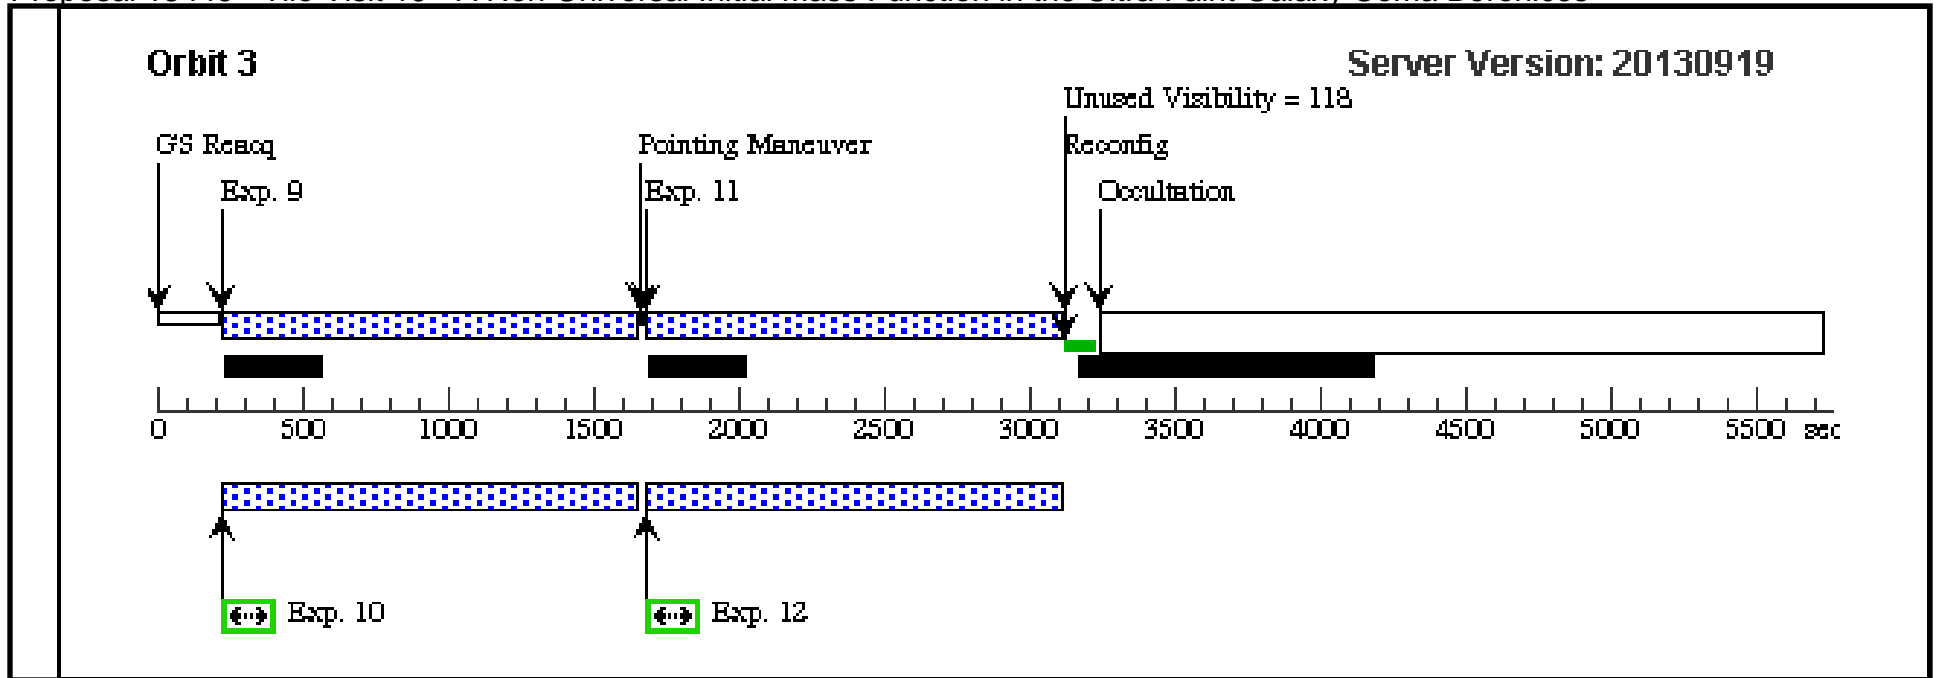 Orbit 3
Server Version: 20130919
Unused Visibility = 118
GS Reacq
Pointing Maneuver
Reconfig
Exp. 9
Exp. 11
Occultation
0 500 1000 1500 2000 2500 3000 3500 4000 4500 5000 5500 sec
Exp. 10
Exp. 12